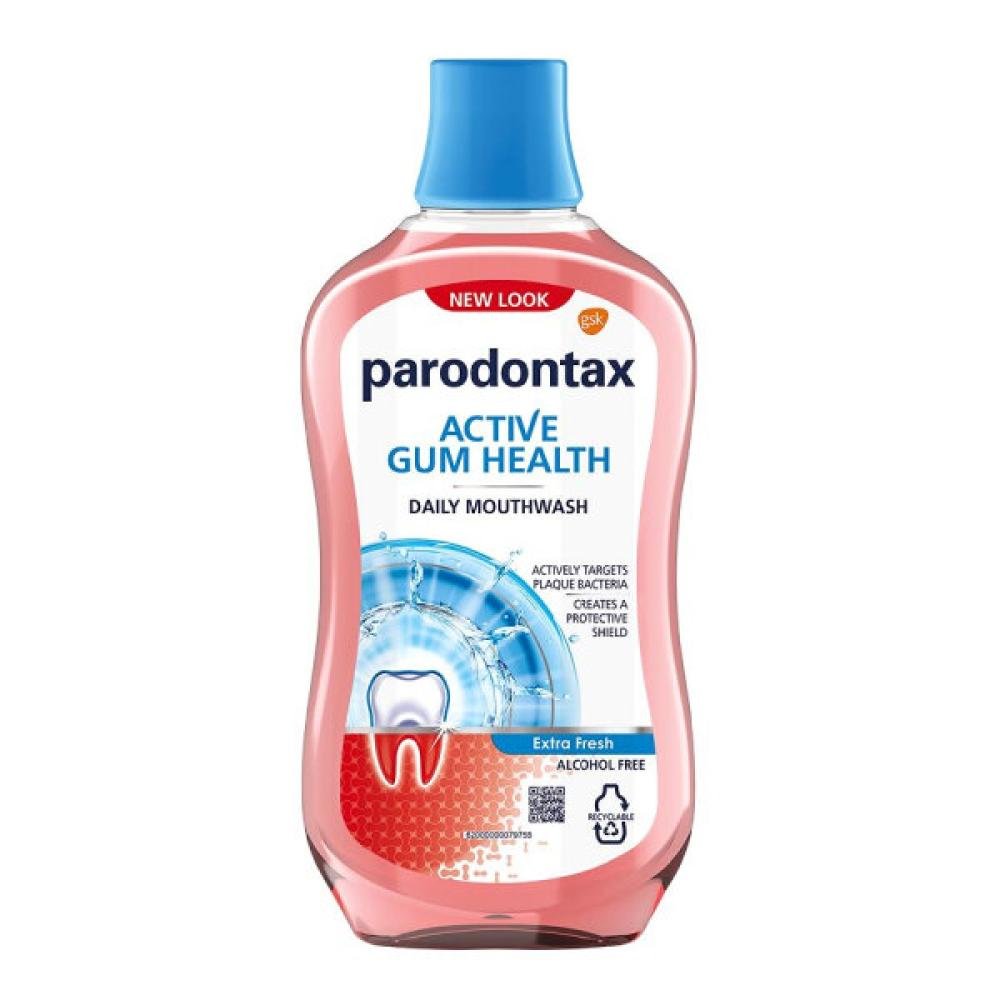 NEW LOOK
gsk
parodontax
ACTIVE
GUM HEALTH
DAILY MOUTHWASH
ACTIVELY TARGETS
PLAQUE BACTERIA
CREATES A
PROTECTIVE
SHIELD
Extra Fresh
ALCOHOL FREE
RECYCLABLE
62000000079755